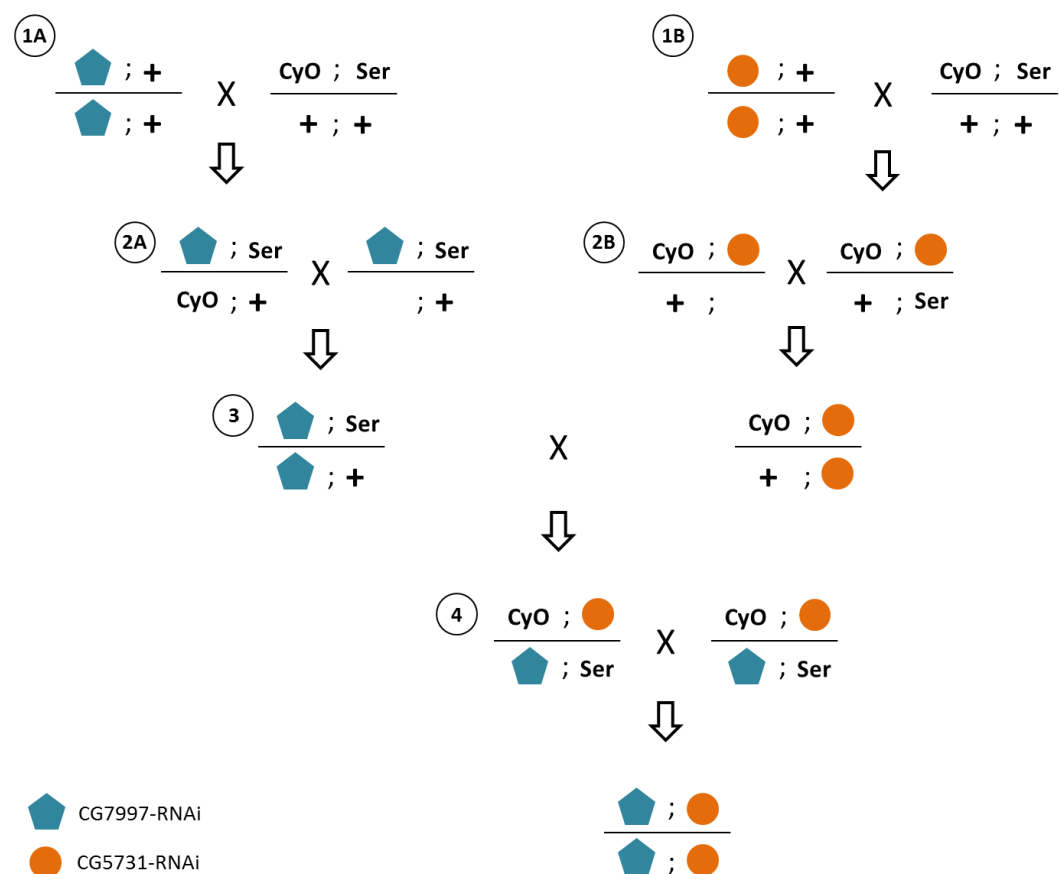 1A 1B
; + CyO ; Ser ; + CyO ; Ser
X X
; + + ; + ; + + ; +
2A ; Ser ; Ser 2B CyO ; CyO ;
X X
CyO ; + ; + + ; + ; Ser
3 ; Ser CyO ;
X
; + + ;
4 CyO ; CyO ;
X
; Ser ; Ser
;
CG7997-RNAi
;
CG5731-RNAi